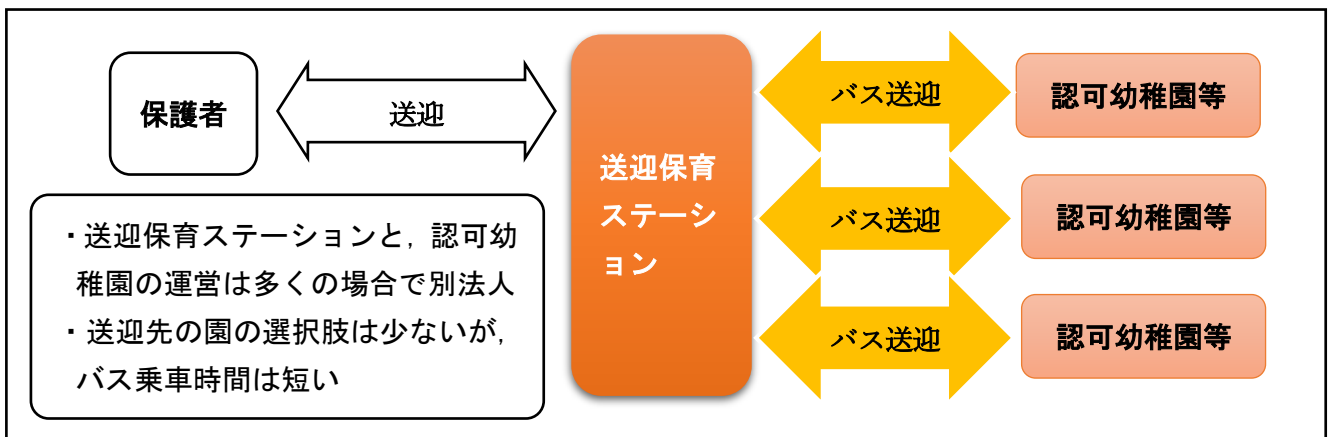 保護者
送迎
送迎保育
ステーシ
ョン
バス送迎
認可幼稚園等
バス送迎
認可幼稚園等
バス送迎
認可幼稚園等
・送迎保育ステーションと，認可幼
稚園の運営は多くの場合で別法人
・送迎先の園の選択肢は少ないが，
バス乗車時間は短い